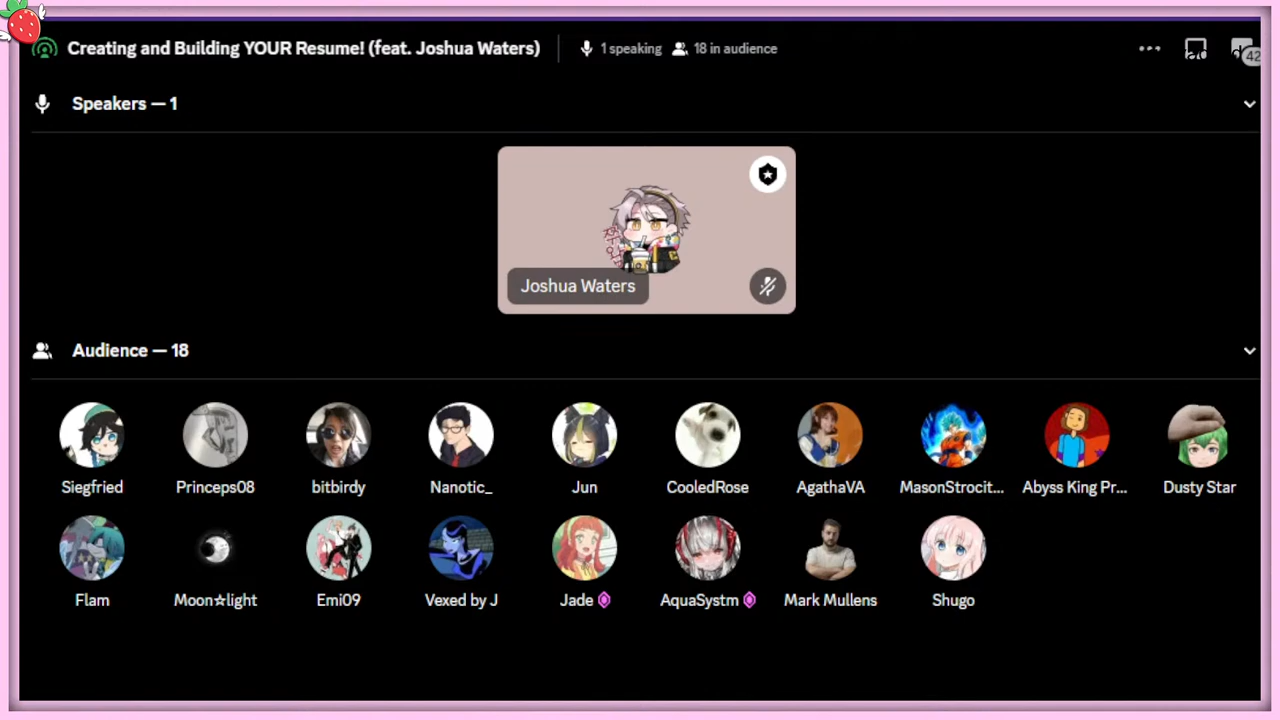 Creating and Building YOUR Resume! (feat. Joshua Waters)
1 speaking
18 in audience
42
Speakers — 1
Joshua Waters
Audience — 18
Siegfried
Princeps08
bitbirdy
Nanotic_
Jun
CooledRose
AgathaVA
MasonStrocit...
Abyss King Pr...
Dusty Star
Flam
Moon☆light
Emi09
Vexed by J
Jade
AquaSystm
Mark Mullens
Shugo